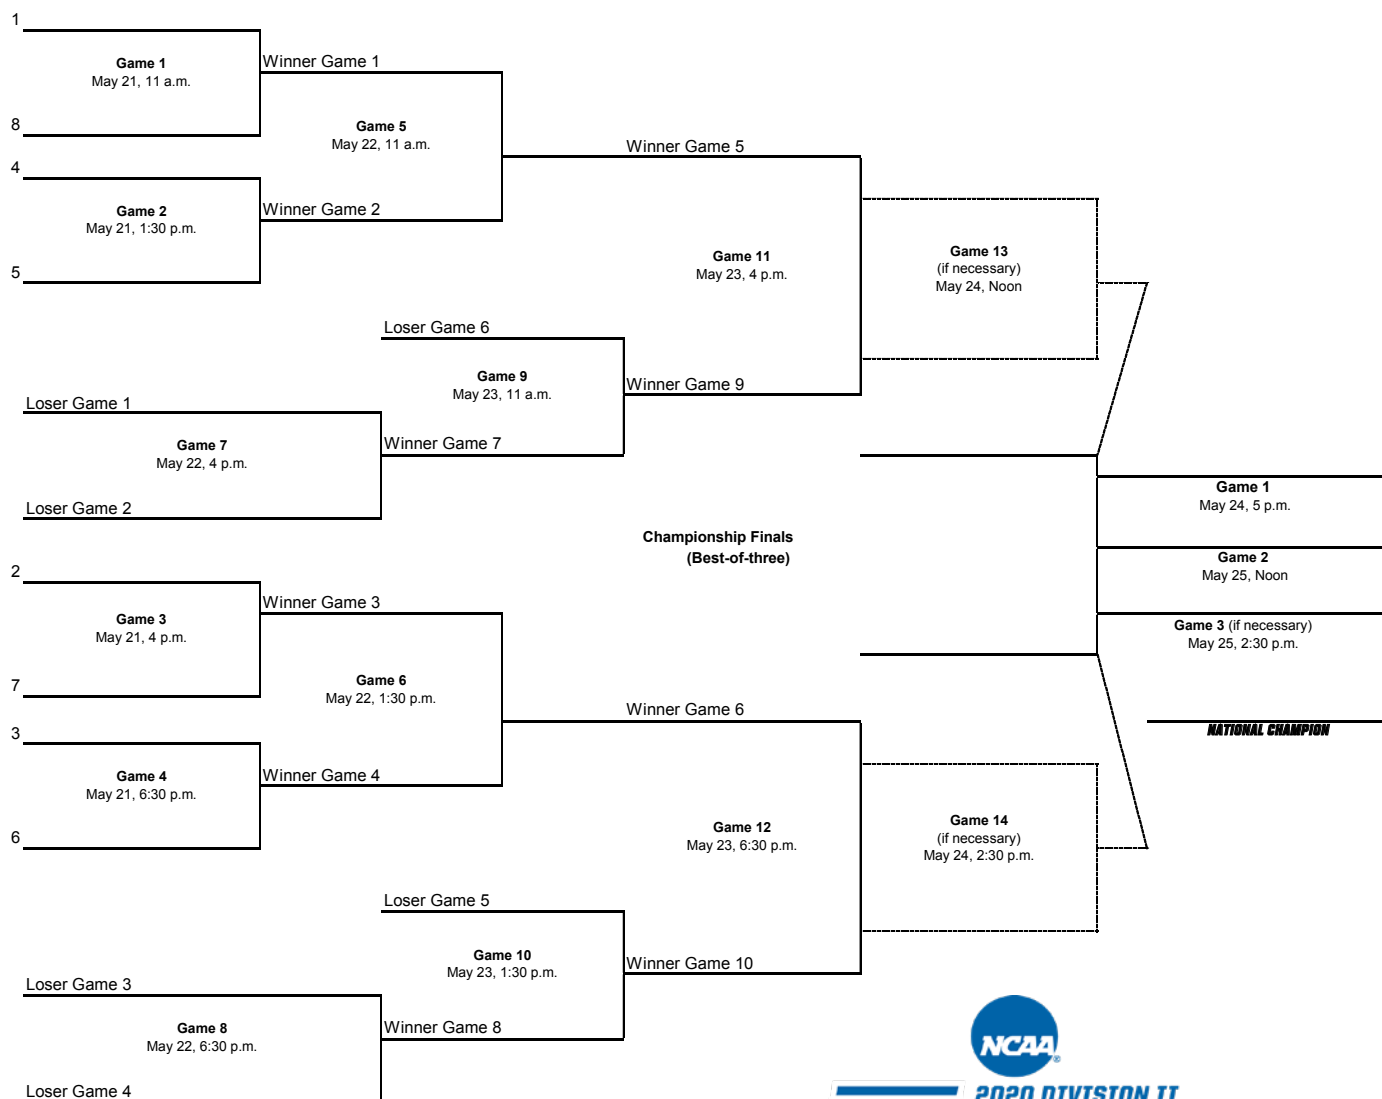 1
Game 1
May 21, 11 a.m.
Winner Game 1
8
Game 5
May 22, 11 a.m.
Winner Game 5
4
Game 2
May 21, 1:30 p.m.
Winner Game 2
5
Game 11
May 23, 4 p.m.
Game 13
(if necessary)
May 24, Noon
Loser Game 6
Game 9
May 23, 11 a.m.
Winner Game 9
Loser Game 1
Game 7
May 22, 4 p.m.
Winner Game 7
Loser Game 2
Championship Finals
(Best-of-three)
Game 1
May 24, 5 p.m.
Game 2
May 25, Noon
Game 3 (if necessary)
May 25, 2:30 p.m.
NATIONAL CHAMPION
2
Game 3
May 21, 4 p.m.
Winner Game 3
7
Game 6
May 22, 1:30 p.m.
Winner Game 6
3
Game 4
May 21, 6:30 p.m.
Winner Game 4
6
Game 12
May 23, 6:30 p.m.
Game 14
(if necessary)
May 24, 2:30 p.m.
Loser Game 5
Game 10
May 23, 1:30 p.m.
Winner Game 10
Loser Game 3
Game 8
May 22, 6:30 p.m.
Winner Game 8
Loser Game 4
NCAA®
2020 DIVISION II